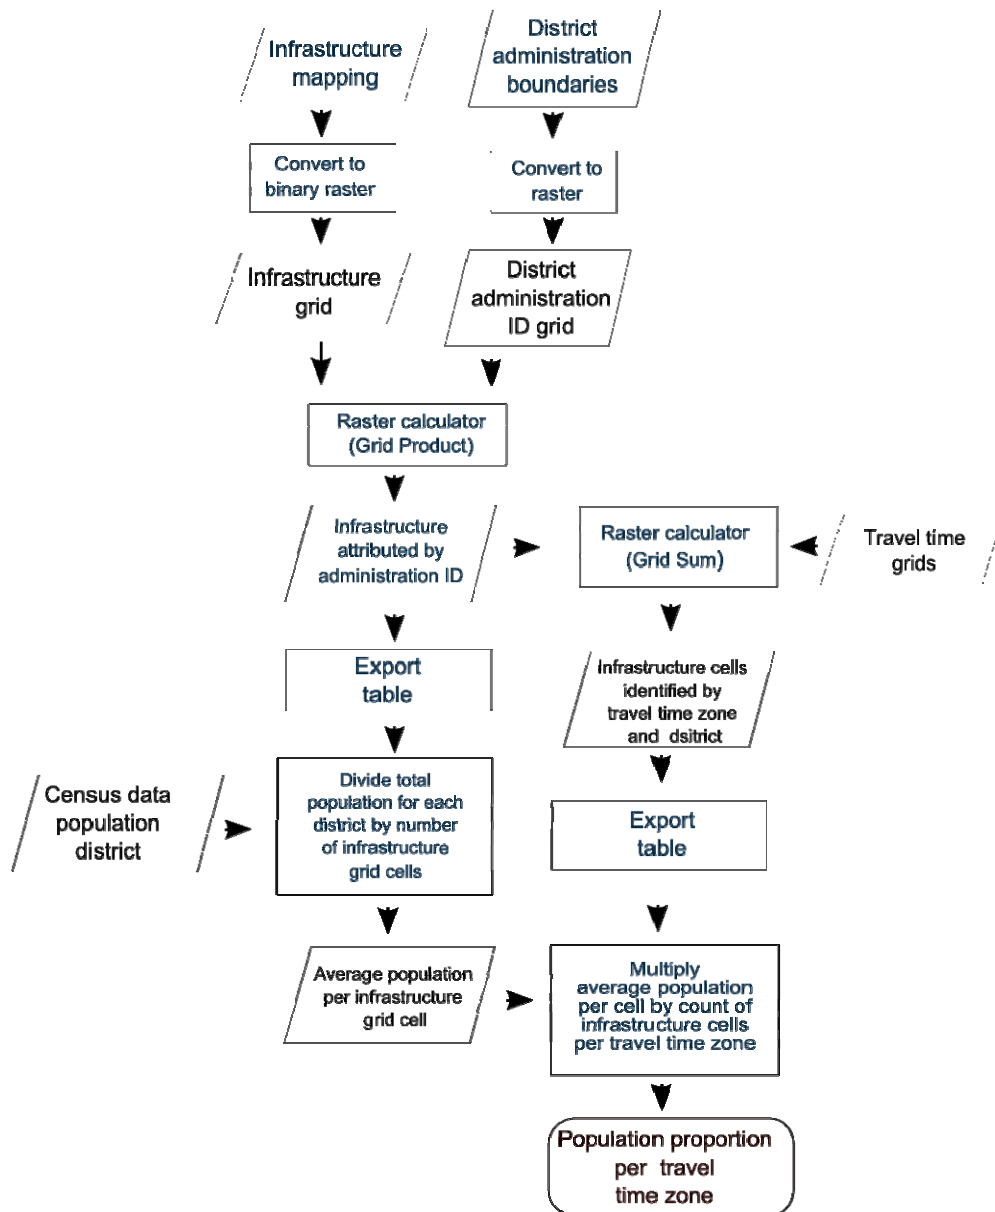 Infrastructure
mapping
District
administration
boundaries
Convert to
binary raster
Convert to
raster
Infrastructure
grid
District
administration
ID grid
Raster calculator
(Grid Product)
Infrastructure
attributed by
administration ID
Raster calculator
(Grid Sum)
Travel time
grids
Export
table
Infrastructure cells
identified by
travel time zone
and dsitrict
Census data
population
district
Divide total
population for each
district by number
of infrastructure
grid cells
Export
table
Average population
per infrastructure
grid cell
Multiply
average population
per cell by count of
infrastructure cells
per travel time zone
Population proportion
per travel
time zone